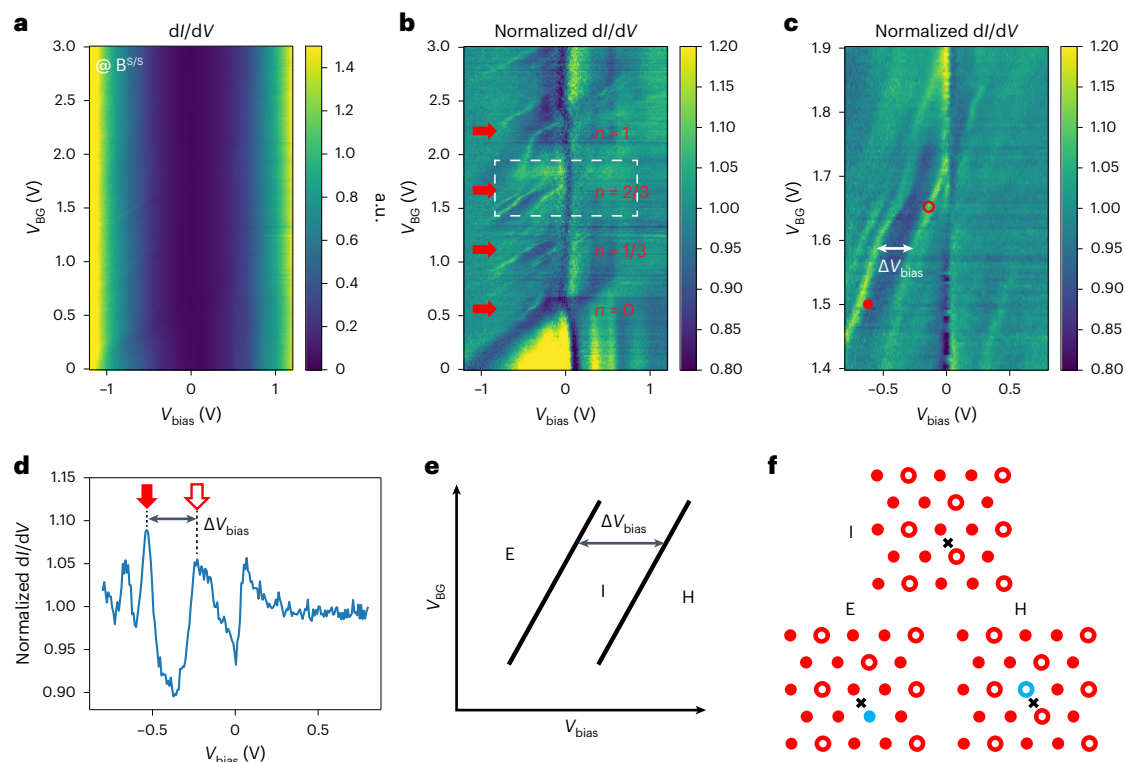 a
dI/dV
@ B^S/S
3.0
2.5
2.0
1.5
1.0
0.5
0
V_BG (V)
−1
0
1
V_bias (V)
1.4
1.2
1.0
0.8
0.6
0.4
0.2
0
a.u.
b
Normalized dI/dV
3.0
2.5
2.0
1.5
1.0
0.5
0
V_BG (V)
n = 1
n = 2/3
n = 1/3
n = 0
−1
0
1
V_bias (V)
1.20
1.15
1.10
1.05
1.00
0.95
0.90
0.85
0.80
c
Normalized dI/dV
1.9
1.8
1.7
1.6
1.5
1.4
V_BG (V)
ΔV_bias
−0.5
0
0.5
V_bias (V)
1.20
1.15
1.10
1.05
1.00
0.95
0.90
0.85
0.80
d
1.15
1.10
1.05
1.00
0.95
0.90
Normalized dI/dV
ΔV_bias
−0.5
0
0.5
V_bias (V)
e
V_BG
ΔV_bias
E
I
H
V_bias
f
I
E
H